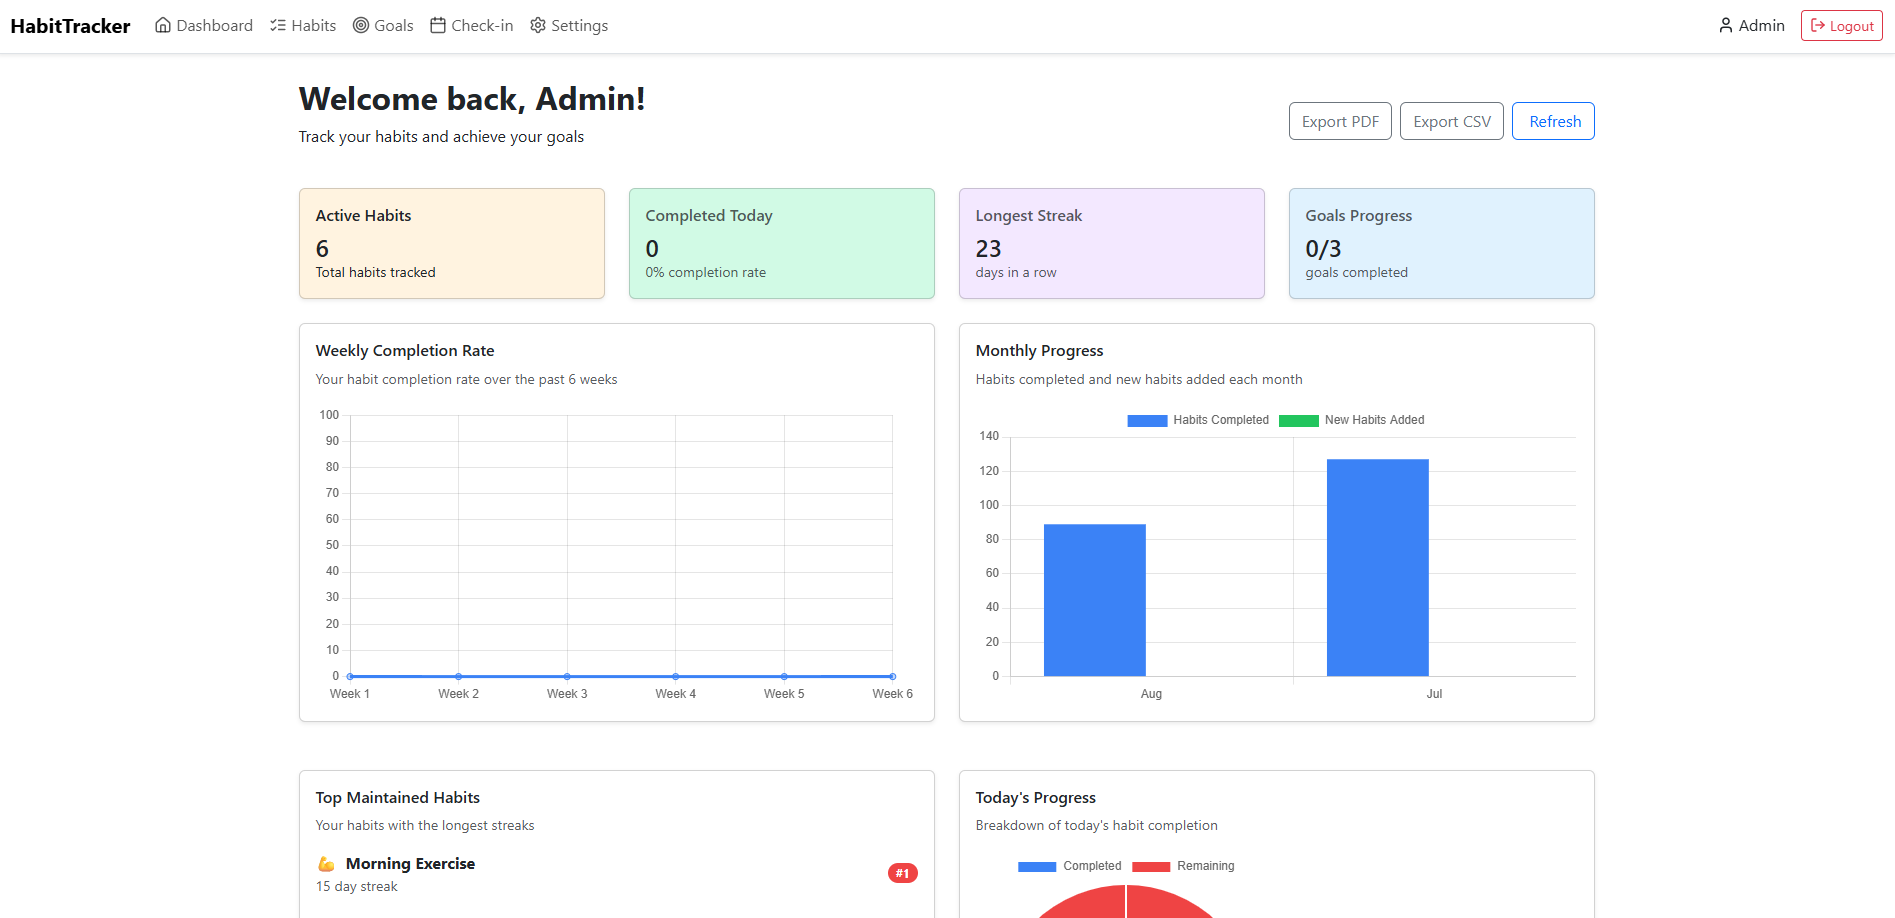 HabitTracker Dashboard Habits Goals Check-in Settings Admin Logout
Welcome back, Admin!
Track your habits and achieve your goals
Export PDF Export CSV Refresh
Active Habits
6
Total habits tracked
Completed Today
0
0% completion rate
Longest Streak
23
days in a row
Goals Progress
0/3
goals completed
Weekly Completion Rate
Your habit completion rate over the past 6 weeks
100
90
80
70
60
50
40
30
20
10
0
Week 1 Week 2 Week 3 Week 4 Week 5 Week 6
Monthly Progress
Habits completed and new habits added each month
Habits Completed New Habits Added
140
120
100
80
60
40
20
0
Aug Jul
Top Maintained Habits
Your habits with the longest streaks
Morning Exercise
15 day streak
#1
Today's Progress
Breakdown of today's habit completion
Completed Remaining